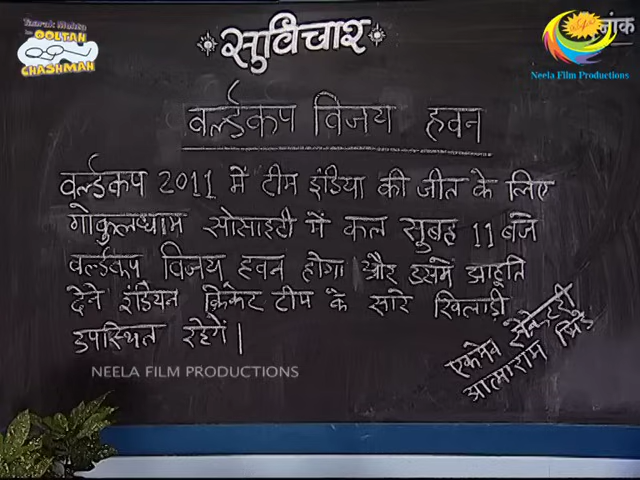 Taarak Mehta
ka OOLTAH
CHASHMAH
सुविचार
नांक
Neela Film Productions
वर्ल्डकप विजय हवन
वर्ल्डकप 2011 में टीम इंडिया की जीत के लिए
गोकुलधाम सोसाइटी में कल सुबह 11 बजे
वर्ल्डकप विजय हवन होगा और उसमें आहूति
देने इंडियन क्रिकेट टीम के सारे खिलाड़ी
उपस्थित रहेगें।
एकमेव सेक्रेटरी
आत्माराम भिडे
NEELA FILM PRODUCTIONS